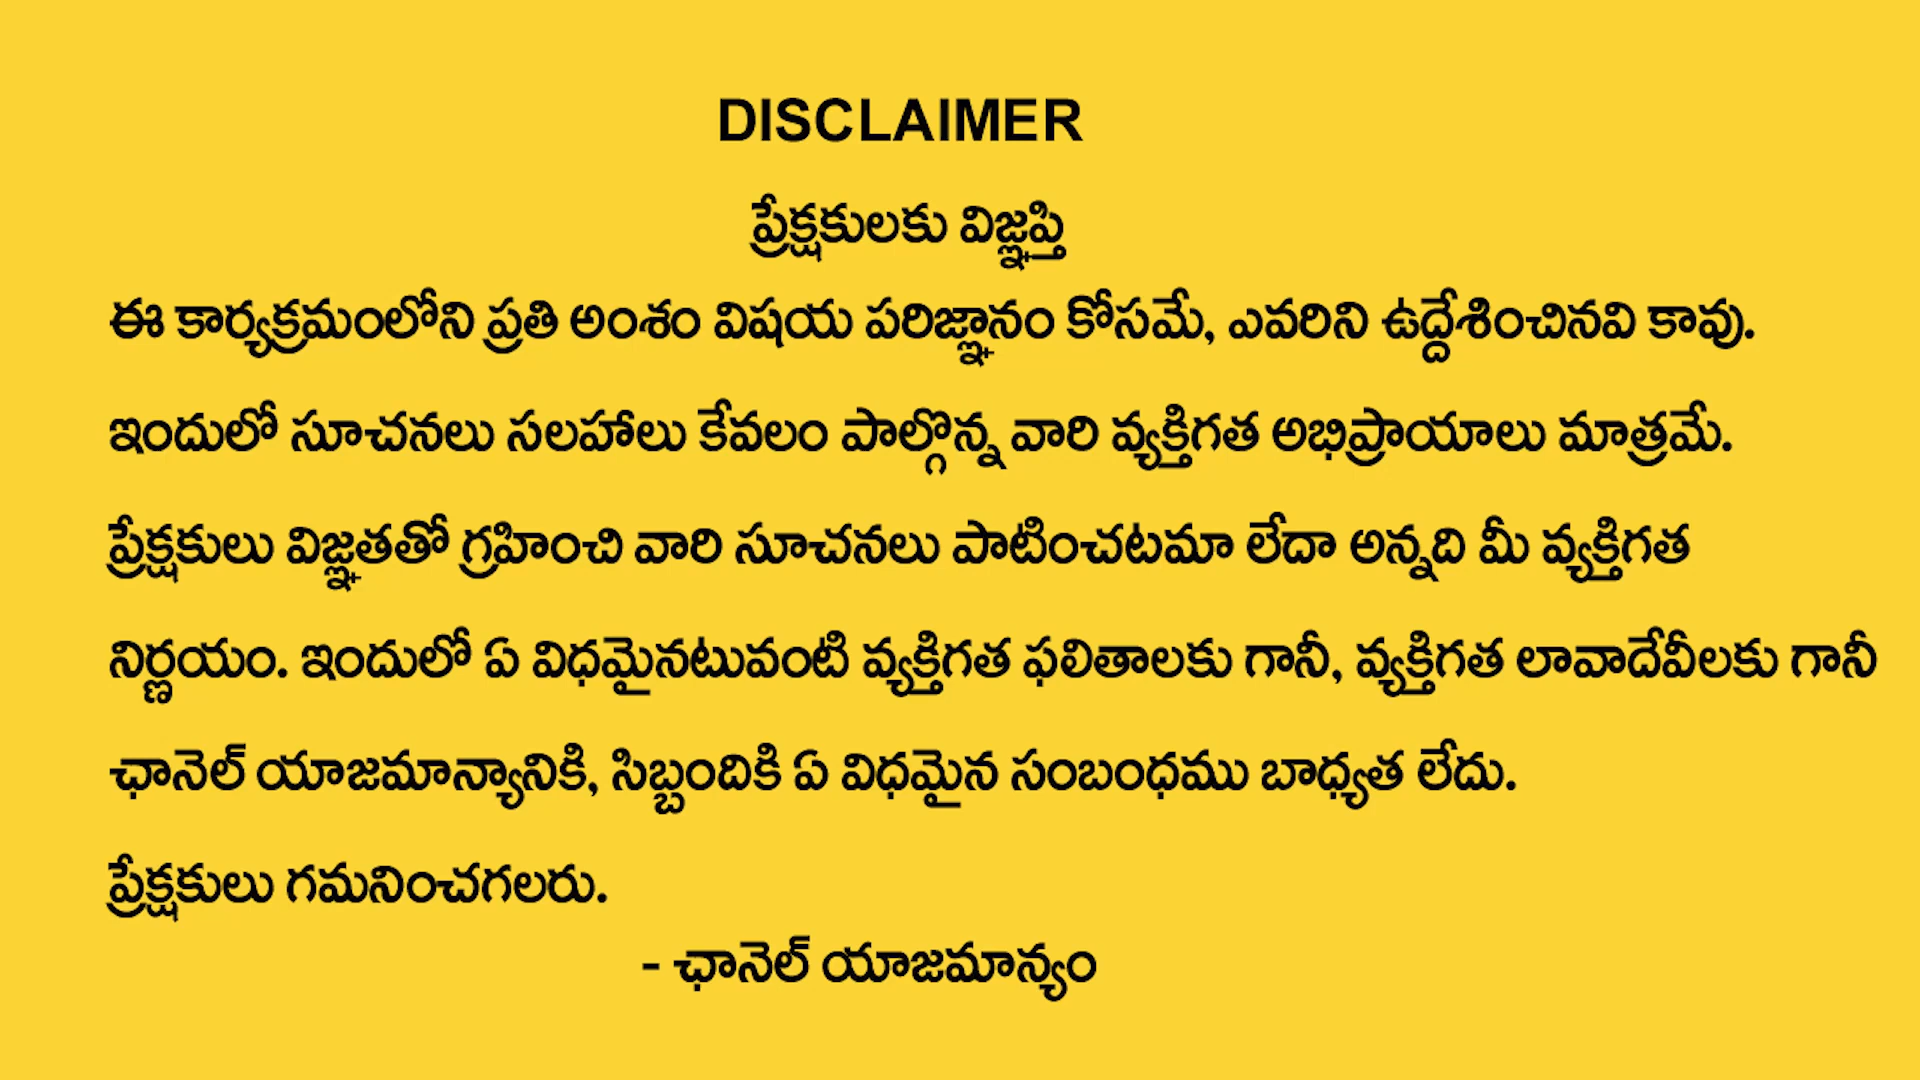 DISCLAIMER
ప్రేక్షకులకు విజ్ఞప్తి
ఈ కార్యక్రమంలోని ప్రతి అంశం విషయ పరిజ్ఞానం కోసమే, ఎవరిని ఉద్దేశించినవి కావు.
ఇందులో సూచనలు సలహాలు కేవలం పాల్గొన్న వారి వ్యక్తిగత అభిప్రాయాలు మాత్రమే.
ప్రేక్షకులు విజ్ఞతతో గ్రహించి వారి సూచనలు పాటించటమా లేదా అన్నది మీ వ్యక్తిగత
నిర్ణయం. ఇందులో ఏ విధమైనటువంటి వ్యక్తిగత ఫలితాలకు గానీ, వ్యక్తిగత లావాదేవీలకు గానీ
ఛానెల్ యాజమాన్యానికి, సిబ్బందికి ఏ విధమైన సంబంధము బాధ్యత లేదు.
ప్రేక్షకులు గమనించగలరు.
- ఛానెల్ యాజమాన్యం